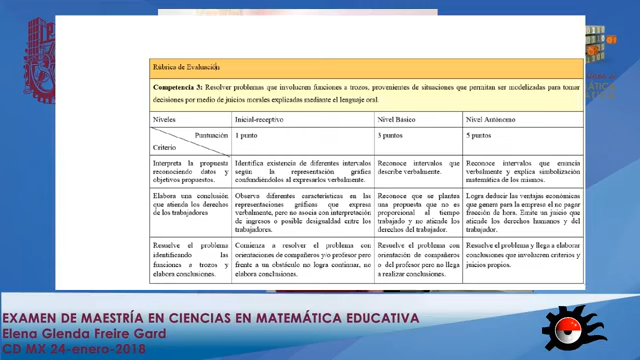 Rúbrica de Evaluación
Competencia 3: Resolver problemas que involucren funciones a trozos, provenientes de situaciones que permitan ser modelizadas para tomar
decisiones por medio de juicios morales explicadas mediante el lenguaje oral.
Niveles Inicial-receptivo Nivel Básico Nivel Autónomo
Puntuación 1 punto 3 puntos 5 puntos
Criterio
Interpreta la propuesta
reconociendo datos y
objetivos propuestos.
Identifica existencia de diferentes intervalos
según la representación gráfica
confundiéndolos al expresarlos verbalmente.
Reconoce intervalos que
describe verbalmente.
Reconoce intervalos que enuncia
verbalmente y explica simbolización
matemática de los mismos.
Elabora una conclusión
que atienda los derechos
de los trabajadores
Observa diferentes características en las
representaciones gráficas que expresa
verbalmente, pero no asocia con interpretación
de ingresos o posible desigualdad entre los
trabajadores.
Reconoce que se plantea
una propuesta que no es
proporcional al tiempo
trabajado y no atiende los
derechos del trabajador.
Logra deducir las ventajas económicas
que genera para la empresa el no pagar
fracción de hora. Emite un juicio que
atiende los derechos humanos y del
trabajador.
Resuelve el problema
identificando las
funciones a trozos y
elabora conclusiones.
Comienza a resolver el problema con
orientaciones de compañeros y/o profesor pero
frente a un obstáculo no logra continuar, no
elabora conclusiones.
Resuelve el problema con
orientación de compañeros
o del profesor pero no llega
a realizar conclusiones.
Resuelve el problema y llega a elaborar
conclusiones que involucren criterios y
juicios propios.
EXAMEN DE MAESTRÍA EN CIENCIAS EN MATEMÁTICA EDUCATIVA
Elena Glenda Freire Gard
CD MX 24-enero-2018